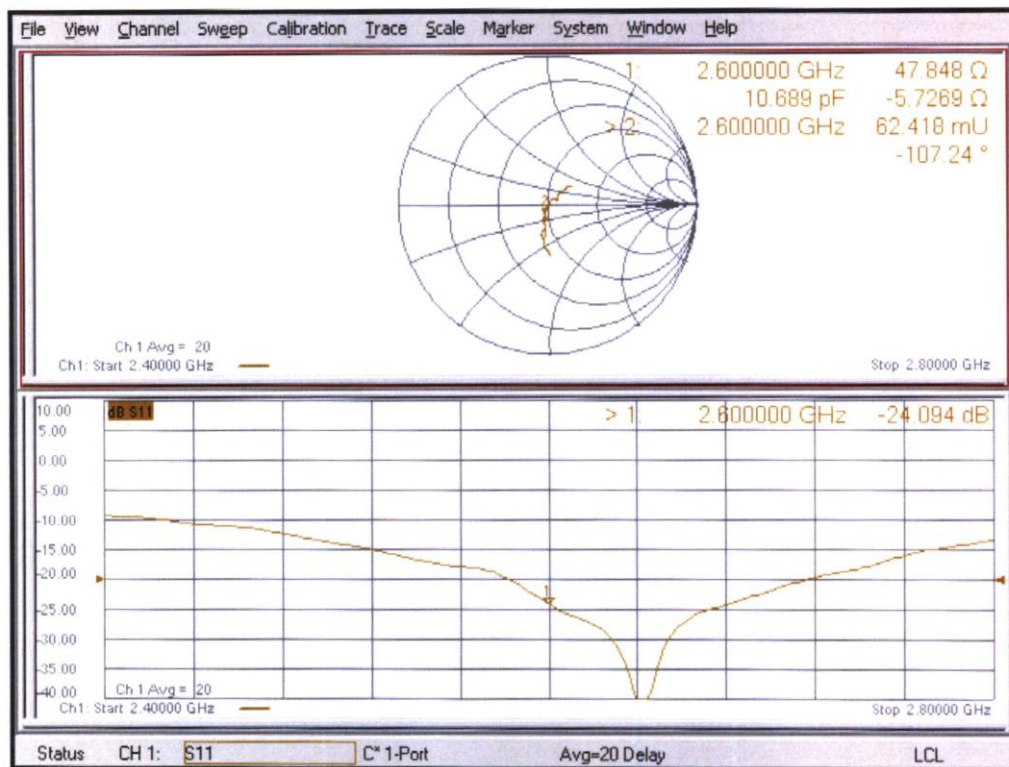 File View Channel Sweep Calibration Trace Scale Marker System Window Help
1: 2.600000 GHz 47.848 Ω
10.689 pF -5.7269 Ω
> 2: 2.600000 GHz 62.418 mU
-107.24 °
2
Ch 1 Avg = 20
Ch1: Start 2.40000 GHz
Stop 2.80000 GHz
10.00 dB S11
> 1: 2.600000 GHz -24.094 dB
5.00
0.00
-5.00
-10.00
-15.00
-20.00
1
-25.00
-30.00
-35.00
-40.00 Ch 1 Avg = 20
Ch1: Start 2.40000 GHz
Stop 2.80000 GHz
Status CH 1: S11 C* 1-Port Avg=20 Delay LCL